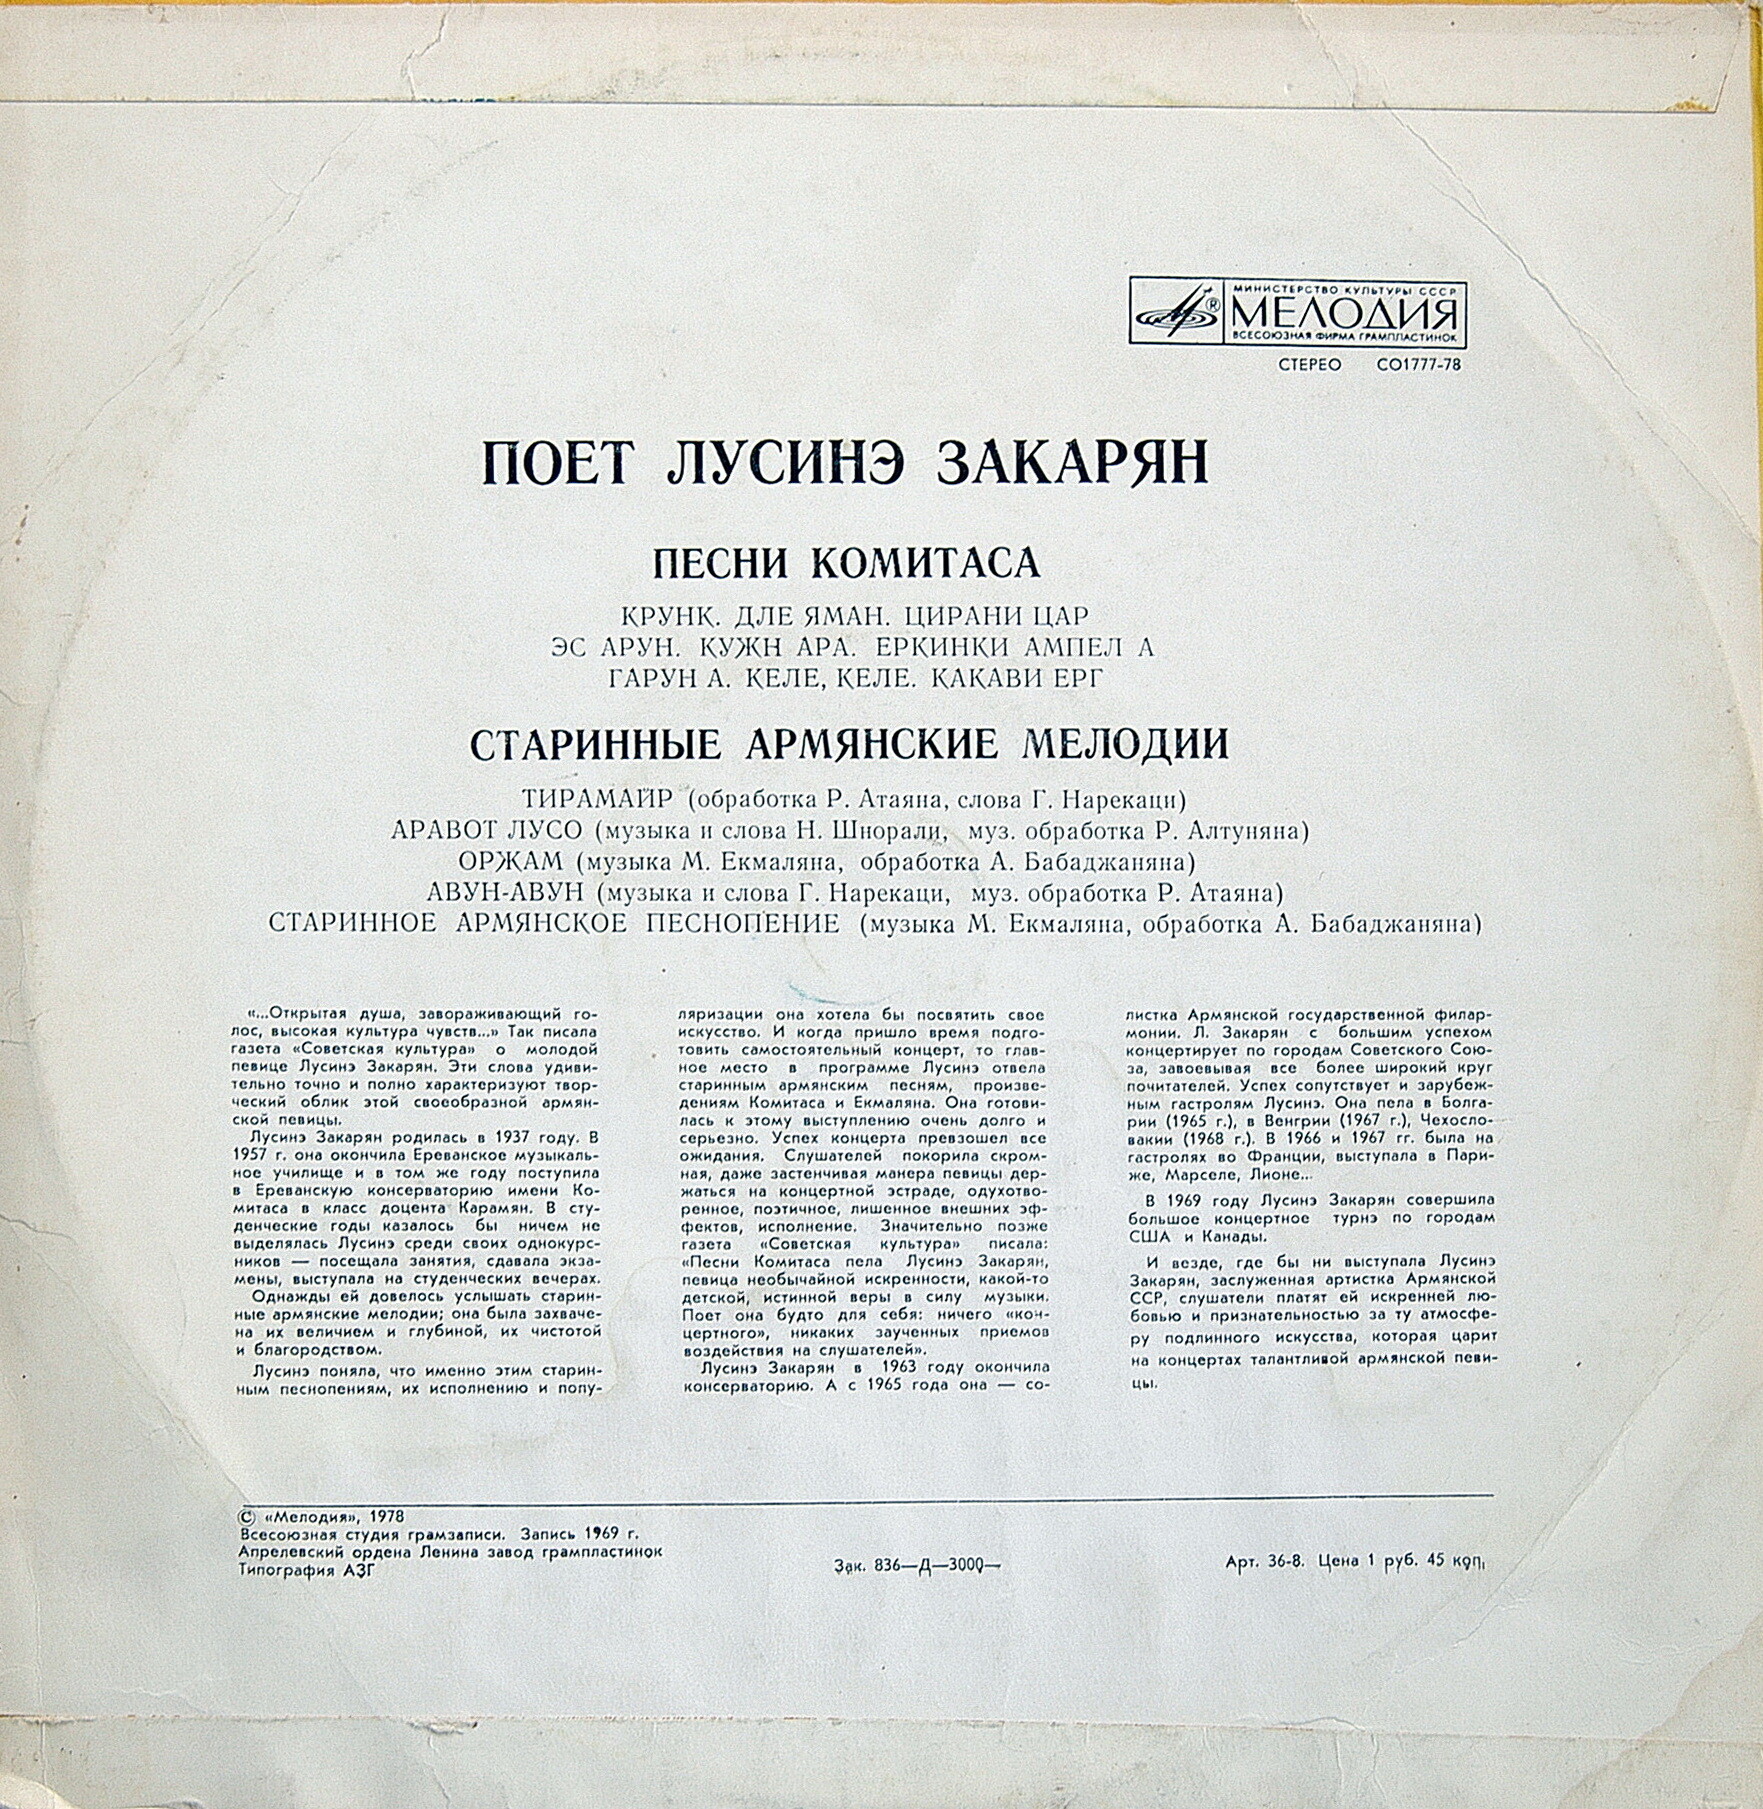 МИНИСТЕРСТВО КУЛЬТУРЫ СССР
®
МЕЛОДИЯ
ВСЕСОЮЗНАЯ ФИРМА ГРАМПЛАСТИНОК
СТЕРЕО СО1777-78
ПОЕТ ЛУСИНЭ ЗАКАРЯН
ПЕСНИ КОМИТАСА
КРУНК. ДЛЕ ЯМАН. ЦИРАНИ ЦАР
ЭС АРУН. КУЖН АРА. ЕРКИНКИ АМПЕЛ А
ГАРУН А. КЕЛЕ, КЕЛЕ. КАКАВИ ЕРГ
СТАРИННЫЕ АРМЯНСКИЕ МЕЛОДИИ
ТИРАМАЙР (обработка Р. Атаяна, слова Г. Нарекаци)
АРАВОТ ЛУСО (музыка и слова Н. Шнорали, муз. обработка Р. Алтуняна)
ОРЖАМ (музыка М. Екмаляна, обработка А. Бабаджаняна)
АВУН-АВУН (музыка и слова Г. Нарекаци, муз. обработка Р. Атаяна)
СТАРИННОЕ АРМЯНСКОЕ ПЕСНОПЕНИЕ (музыка М. Екмаляна, обработка А. Бабаджаняна)
«...Открытая душа, завораживающий го-
лос, высокая культура чувств...» Так писала
газета «Советская культура» о молодой
певице Лусинэ Закарян. Эти слова удиви-
тельно точно и полно характеризуют твор-
ческий облик этой своеобразной армян-
ской певицы.
Лусинэ Закарян родилась в 1937 году. В
1957 г. она окончила Ереванское музыкаль-
ное училище и в том же году поступила
в Ереванскую консерваторию имени Ко-
митаса в класс доцента Карамян. В сту-
денческие годы казалось бы ничем не
выделялась Лусинэ среди своих однокурс-
ников — посещала занятия, сдавала экза-
мены, выступала на студенческих вечерах.
Однажды ей довелось услышать старин-
ные армянские мелодии; она была захваче-
на их величием и глубиной, их чистотой
и благородством.
Лусинэ поняла, что именно этим старин-
ным песнопениям, их исполнению и попу-
ляризации она хотела бы посвятить свое
искусство. И когда пришло время подго-
товить самостоятельный концерт, то глав-
ное место в программе Лусинэ отвела
старинным армянским песням, произве-
дениям Комитаса и Екмаляна. Она готови-
лась к этому выступлению очень долго и
серьезно. Успех концерта превзошел все
ожидания. Слушателей покорила скром-
ная, даже застенчивая манера певицы дер-
жаться на концертной эстраде, одухотво-
ренное, поэтичное, лишенное внешних эф-
фектов, исполнение. Значительно позже
газета «Советская культура» писала:
«Песни Комитаса пела Лусинэ Закарян,
певица необычайной искренности, какой-то
детской, истинной веры в силу музыки.
Поет она будто для себя: ничего «кон-
цертного», никаких заученных приемов
воздействия на слушателей».
Лусинэ Закарян в 1963 году окончила
консерваторию. А с 1965 года она — со-
листка Армянской государственной филар-
монии. Л. Закарян с большим успехом
концертирует по городам Советского Сою-
за, завоевывая все более широкий круг
почитателей. Успех сопутствует и зарубеж-
ным гастролям Лусинэ. Она пела в Болга-
рии (1965 г.), в Венгрии (1967 г.), Чехосло-
вакии (1968 г.). В 1966 и 1967 гг. была на
гастролях во Франции, выступала в Пари-
же, Марселе, Лионе...
В 1969 году Лусинэ Закарян совершила
большое концертное турнэ по городам
США и Канады.
И везде, где бы ни выступала Лусинэ
Закарян, заслуженная артистка Армянской
ССР, слушатели платят ей искренней лю-
бовью и признательностью за ту атмосфе-
ру подлинного искусства, которая царит
на концертах талантливой армянской певи-
цы.
© «Мелодия», 1978
Всесоюзная студия грамзаписи. Запись 1969 г.
Апрелевский ордена Ленина завод грампластинок
Типография АЗГ
Зак. 836—Д—3000—
Арт. 36-8. Цена 1 руб. 45 коп.